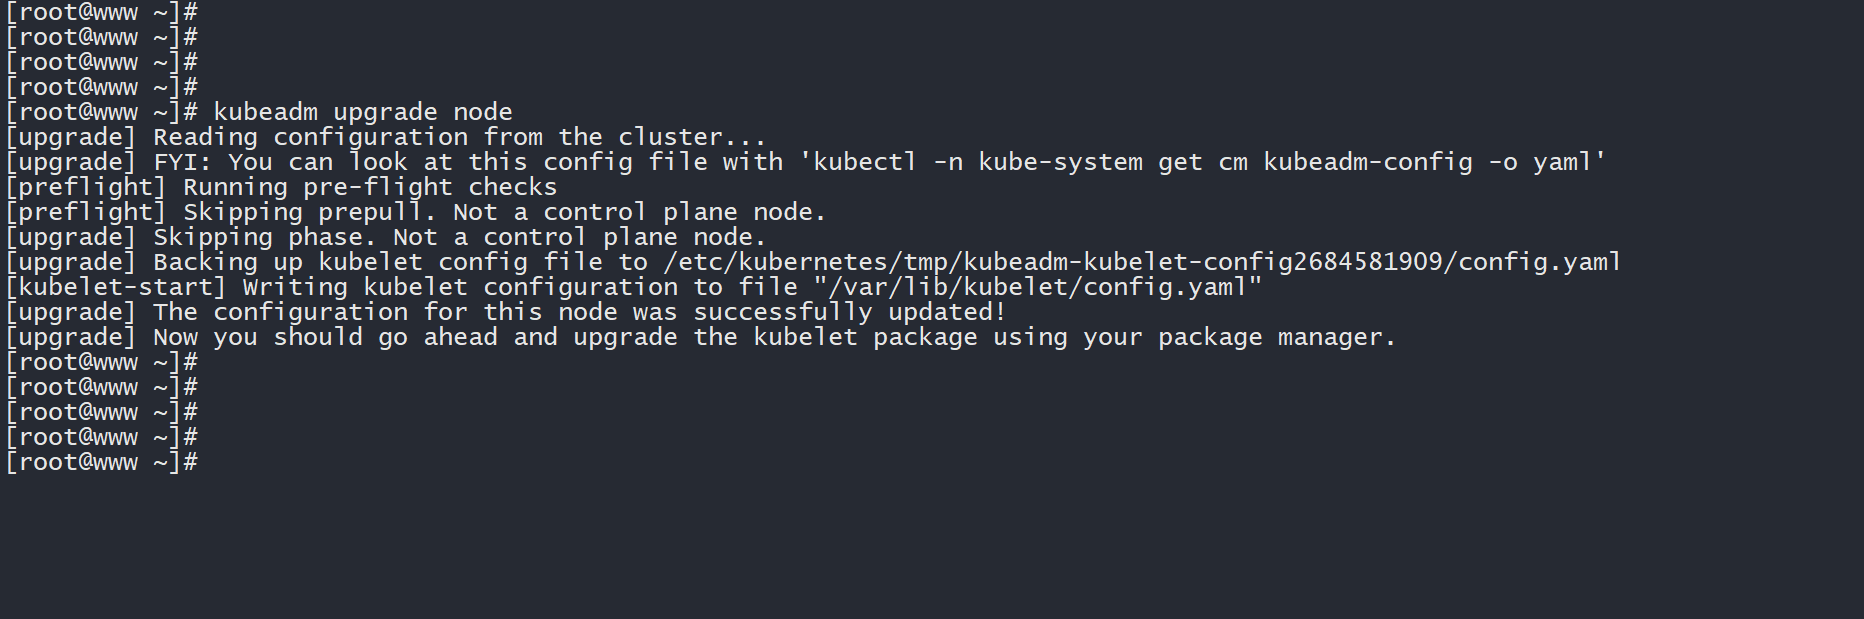 [root@www ~]#
[root@www ~]#
[root@www ~]#
[root@www ~]#
[root@www ~]# kubeadm upgrade node
[upgrade] Reading configuration from the cluster...
[upgrade] FYI: You can look at this config file with 'kubectl -n kube-system get cm kubeadm-config -o yaml'
[preflight] Running pre-flight checks
[preflight] Skipping prepull. Not a control plane node.
[upgrade] Skipping phase. Not a control plane node.
[upgrade] Backing up kubelet config file to /etc/kubernetes/tmp/kubeadm-kubelet-config2684581909/config.yaml
[kubelet-start] Writing kubelet configuration to file "/var/lib/kubelet/config.yaml"
[upgrade] The configuration for this node was successfully updated!
[upgrade] Now you should go ahead and upgrade the kubelet package using your package manager.
[root@www ~]#
[root@www ~]#
[root@www ~]#
[root@www ~]#
[root@www ~]#